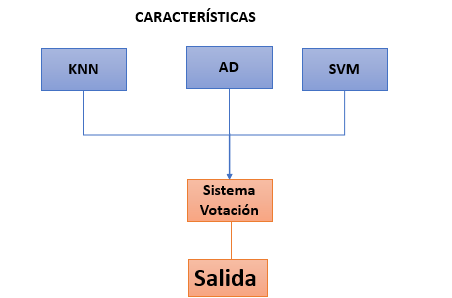 CARACTERÍSTICAS
KNN
AD
SVM
Sistema
Votación
Salida